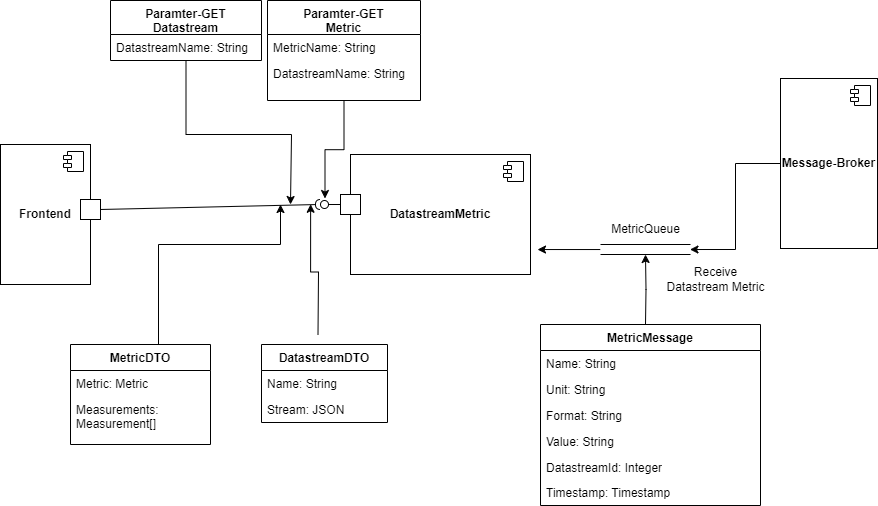 Paramter-GET
Datastream
DatastreamName: String
Paramter-GET
Metric
MetricName: String
DatastreamName: String
Frontend
DatastreamMetric
Message-Broker
MetricQueue
Receive
Datastream Metric
MetricDTO
Metric: Metric
Measurements:
Measurement[]
DatastreamDTO
Name: String
Stream: JSON
MetricMessage
Name: String
Unit: String
Format: String
Value: String
DatastreamId: Integer
Timestamp: Timestamp